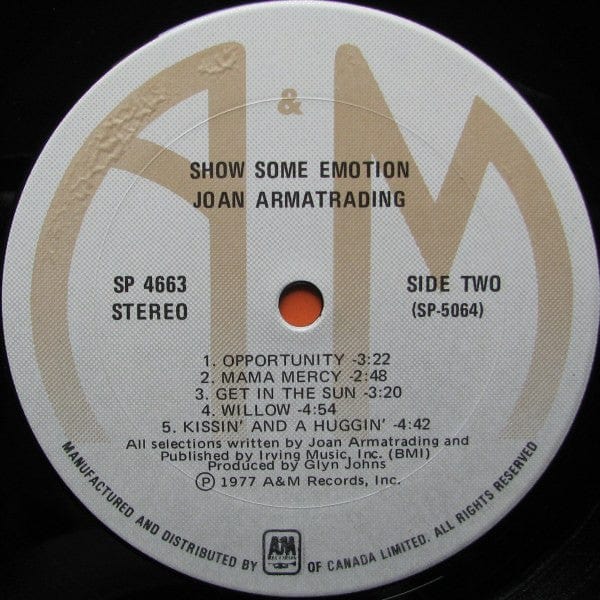 A & M
SHOW SOME EMOTION
JOAN ARMATRADING
SP 4663
STEREO
SIDE TWO
(SP-5064)
1. OPPORTUNITY -3:22
2. MAMA MERCY -2:48
3. GET IN THE SUN -3:20
4. WILLOW -4:54
5. KISSIN' AND A HUGGIN' -4:42
All selections written by Joan Armatrading and
Published by Irving Music, Inc. (BMI)
Produced by Glyn Johns
Ⓟ 1977 A&M Records, Inc.
MANUFACTURED AND DISTRIBUTED BY A&M RECORDS OF CANADA LIMITED. ALL RIGHTS RESERVED